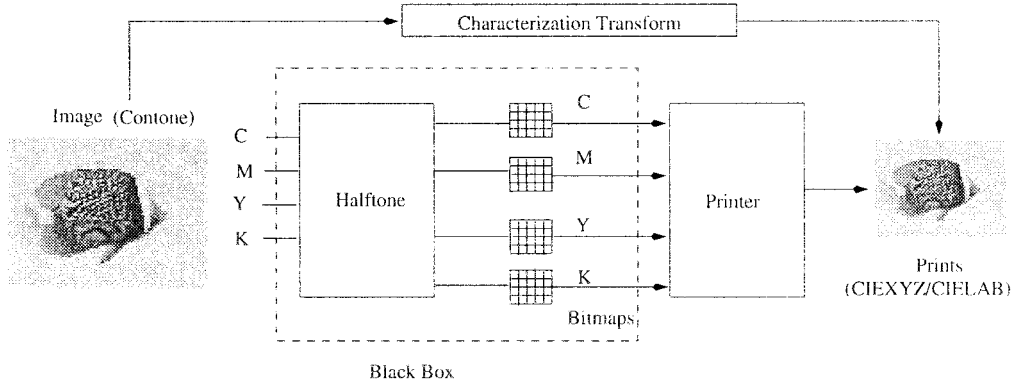 Characterization Transform
Image (Contone)
C
M
Y
K
Halftone
C
M
Y
K
Bitmaps
Printer
Prints
(CIEXYZ/CIELAB)
Black Box